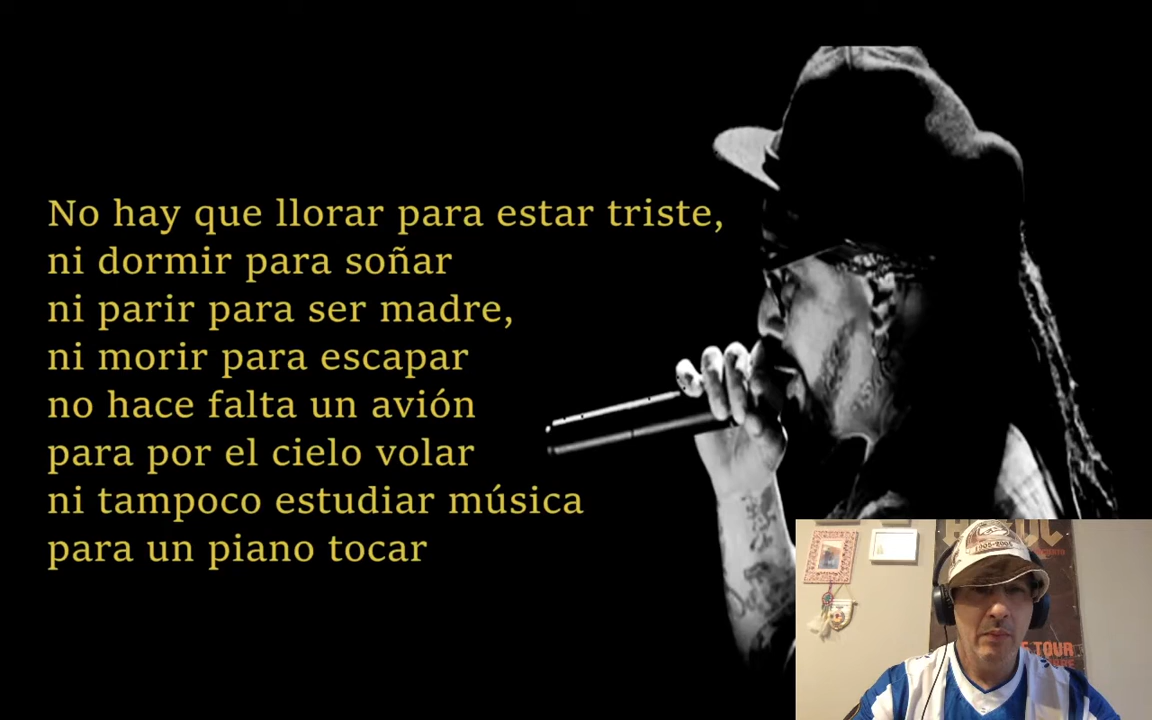 No hay que llorar para estar triste,
ni dormir para soñar
ni parir para ser madre,
ni morir para escapar
no hace falta un avión
para por el cielo volar
ni tampoco estudiar música
para un piano tocar